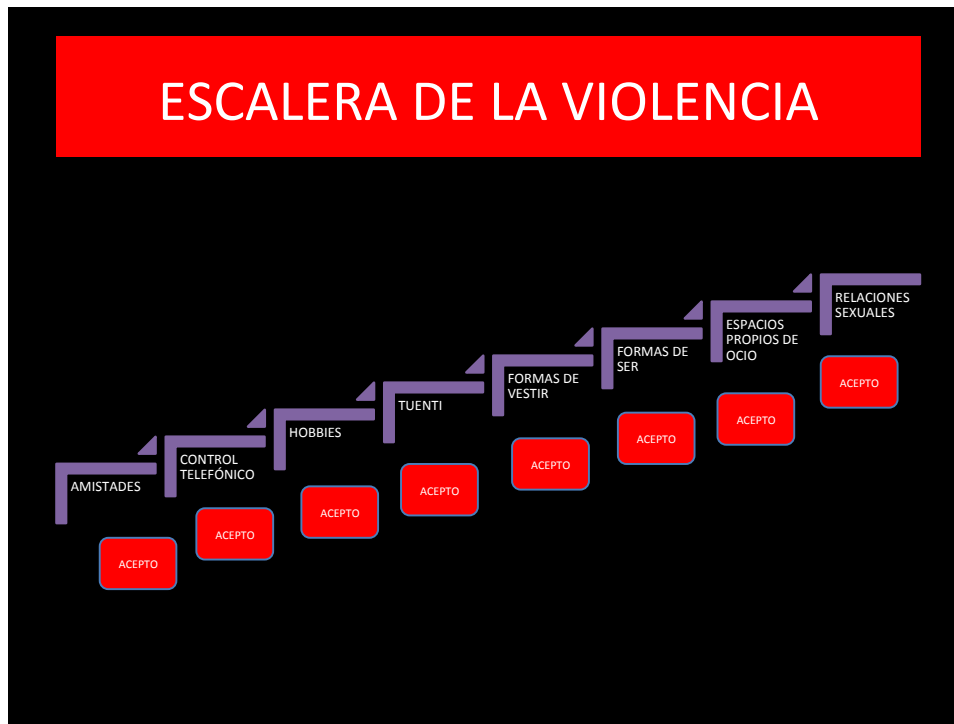 ESCALERA DE LA VIOLENCIA
AMISTADES
ACEPTO
CONTROL
TELEFÓNICO
ACEPTO
HOBBIES
ACEPTO
TUENTI
ACEPTO
FORMAS DE
VESTIR
ACEPTO
FORMAS DE
SER
ACEPTO
ESPACIOS
PROPIOS DE
OCIO
ACEPTO
RELACIONES
SEXUALES
ACEPTO